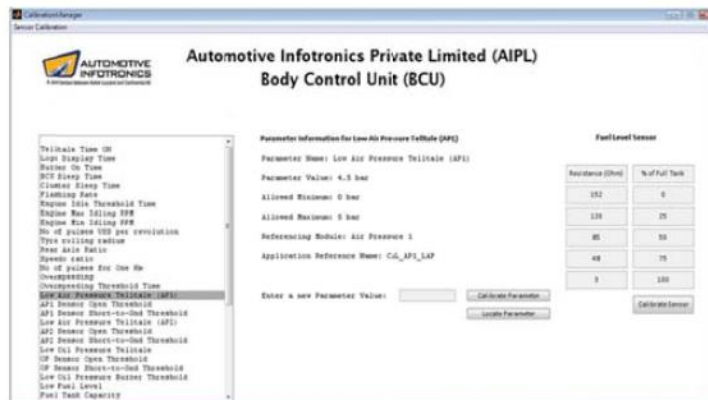 CalibrationManager
Sensor Calibration
AUTOMOTIVE
INFOTRONICS
Automotive Infotronics Private Limited (AIPL)
Body Control Unit (BCU)
Telltale Time ON
Logo Display Time
Buzzer On Time
BCU Sleep Time
Cluster Sleep Time
Flashing Rate
Engine Idle Threshold Time
Engine Max Idling RPM
Engine Min Idling RPM
No of pulses VSS per revolution
Tyre rolling radius
Rear Axle Ratio
Speedo ratio
No of pulses for One Km
Overspeeding
Overspeeding Threshold Time
Low Air Pressure Telltale (AP1)
AP1 Sensor Open Threshold
AP1 Sensor Short-to-Gnd Threshold
Low Air Pressure Telltale (AP1)
AP2 Sensor Open Threshold
AP2 Sensor Short-to-Gnd Threshold
Low Oil Pressure Telltale
OP Sensor Open Threshold
OP Sensor Short-to-Gnd Threshold
Low Oil Pressure Buzzer Threshold
Low Fuel Level
Fuel Tank Capacity
Parameter Information for Low Air Pressure Telltale (AP1)
Parameter Name: Low Air Pressure Telltale (AP1)
Parameter Value: 4.5 bar
Allowed Minimum: 0 bar
Allowed Maximum: 5 bar
Referencing Module: Air Pressure 1
Application Reference Name: CoL_AP1_LAP
Enter a new Parameter Value:
Calibrate Parameter
Locate Parameter
Fuel Level Sensor
Resistance (Ohm) % of Full Tank
152 0
25
85 50
48 75
3 100
Calibrate Sensor